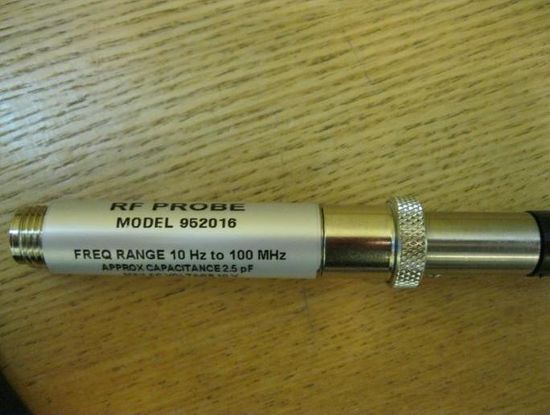 RF PROBE
MODEL 952016
FREQ RANGE 10 Hz to 100 MHz
APPROX CAPACITANCE 2.5 pF